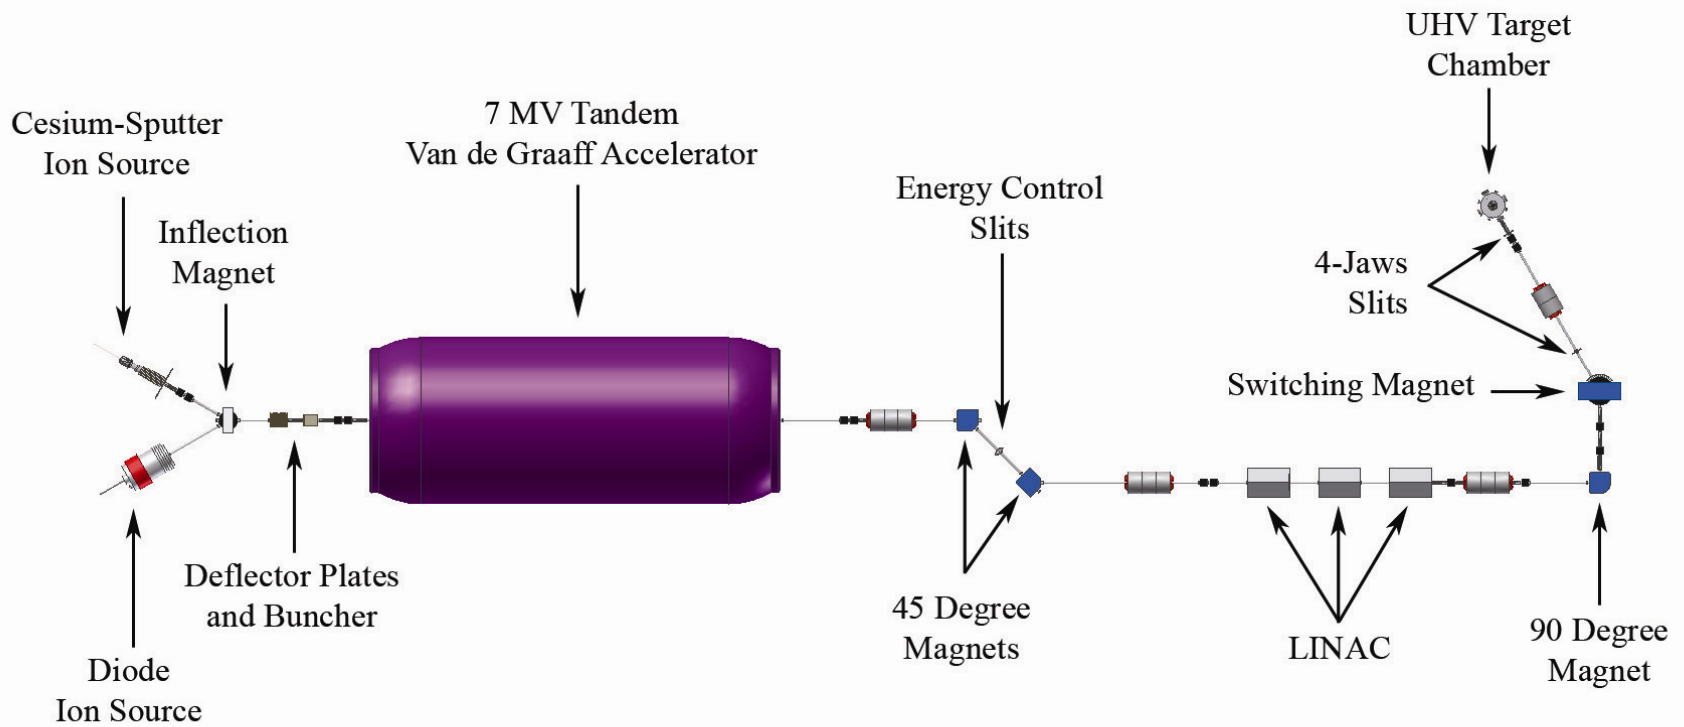 UHV Target
Chamber
7 MV Tandem
Van de Graaff Accelerator
Cesium-Sputter
Ion Source
Energy Control
Slits
Inflection
Magnet
4-Jaws
Slits
Switching Magnet
Deflector Plates
and Buncher
45 Degree
Magnets
LINAC
90 Degree
Magnet
Diode
Ion Source